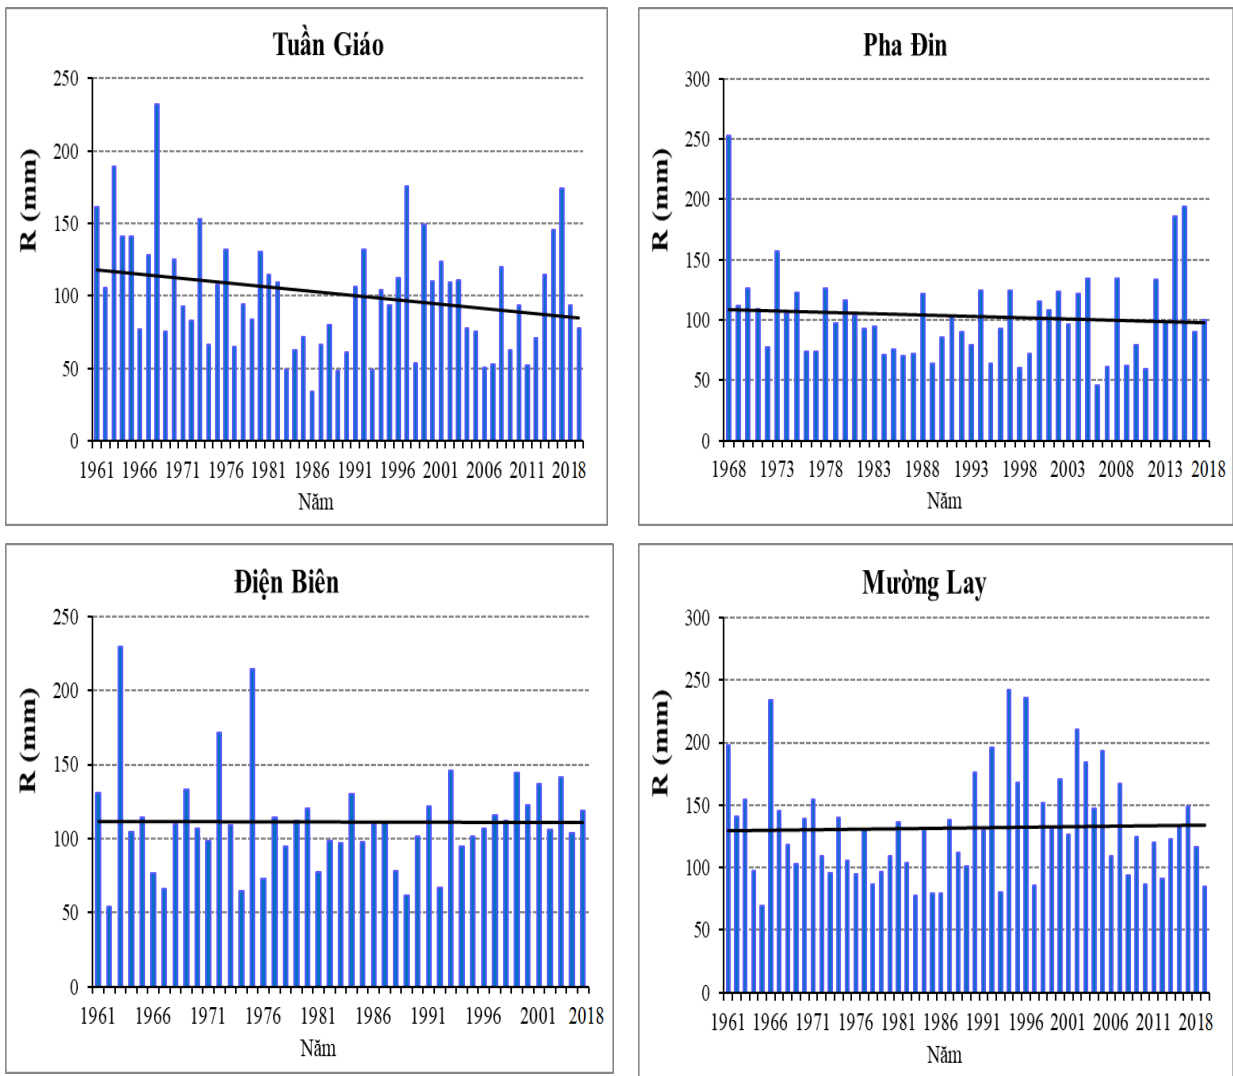 Tuần Giáo
R (mm)
250
200
150
100
50
0
1961 1966 1971 1976 1981 1986 1991 1996 2001 2006 2011 2018
Năm
Pha Đin
R (mm)
300
250
200
150
100
50
0
1968 1973 1978 1983 1988 1993 1998 2003 2008 2013 2018
Năm
Điện Biên
R (mm)
250
200
150
100
50
0
1961 1966 1971 1976 1981 1986 1991 1996 2001 2018
Năm
Mường Lay
R (mm)
300
250
200
150
100
50
0
1961 1966 1971 1976 1981 1986 1991 1996 2001 2006 2011 2018
Năm